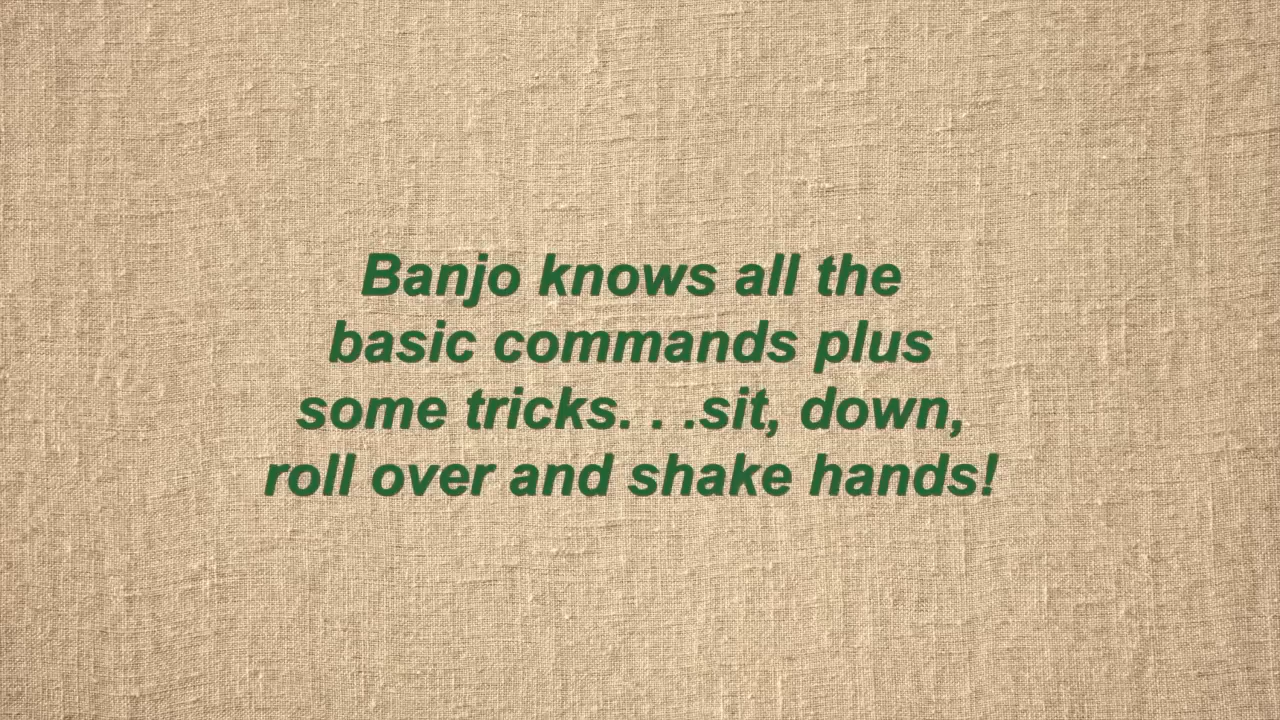 Banjo knows all the
basic commands plus
some tricks. . .sit, down,
roll over and shake hands!